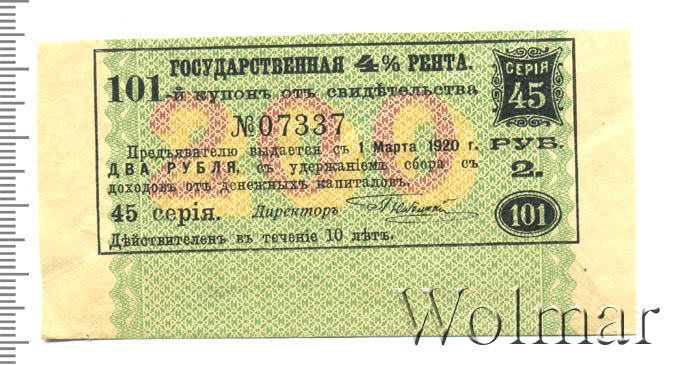 ГОСУДАРСТВЕННАЯ 4% РЕНТА.
101-й купонъ отъ свидѣтельства
№07337
Предъявителю выдается съ 1 Марта 1920 г.
ДВА РУБЛЯ, съ удержаніемъ сбора съ
доходовъ отъ денежныхъ капиталовъ.
45 серія. Директоръ
Дѣйствителенъ въ теченіе 10 лѣтъ.
СЕРІЯ
45
РУБ.
2.
101
200
Wolmar